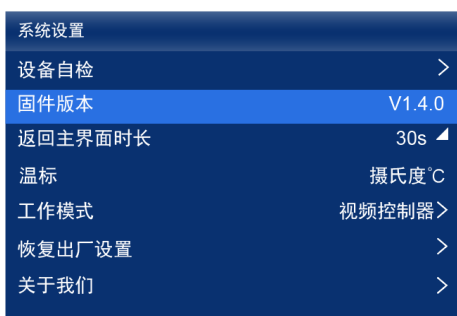 系统设置
设备自检 >
固件版本 V1.4.0
返回主界面时长 30s
温标 摄氏度°C
工作模式 视频控制器>
恢复出厂设置 >
关于我们 >